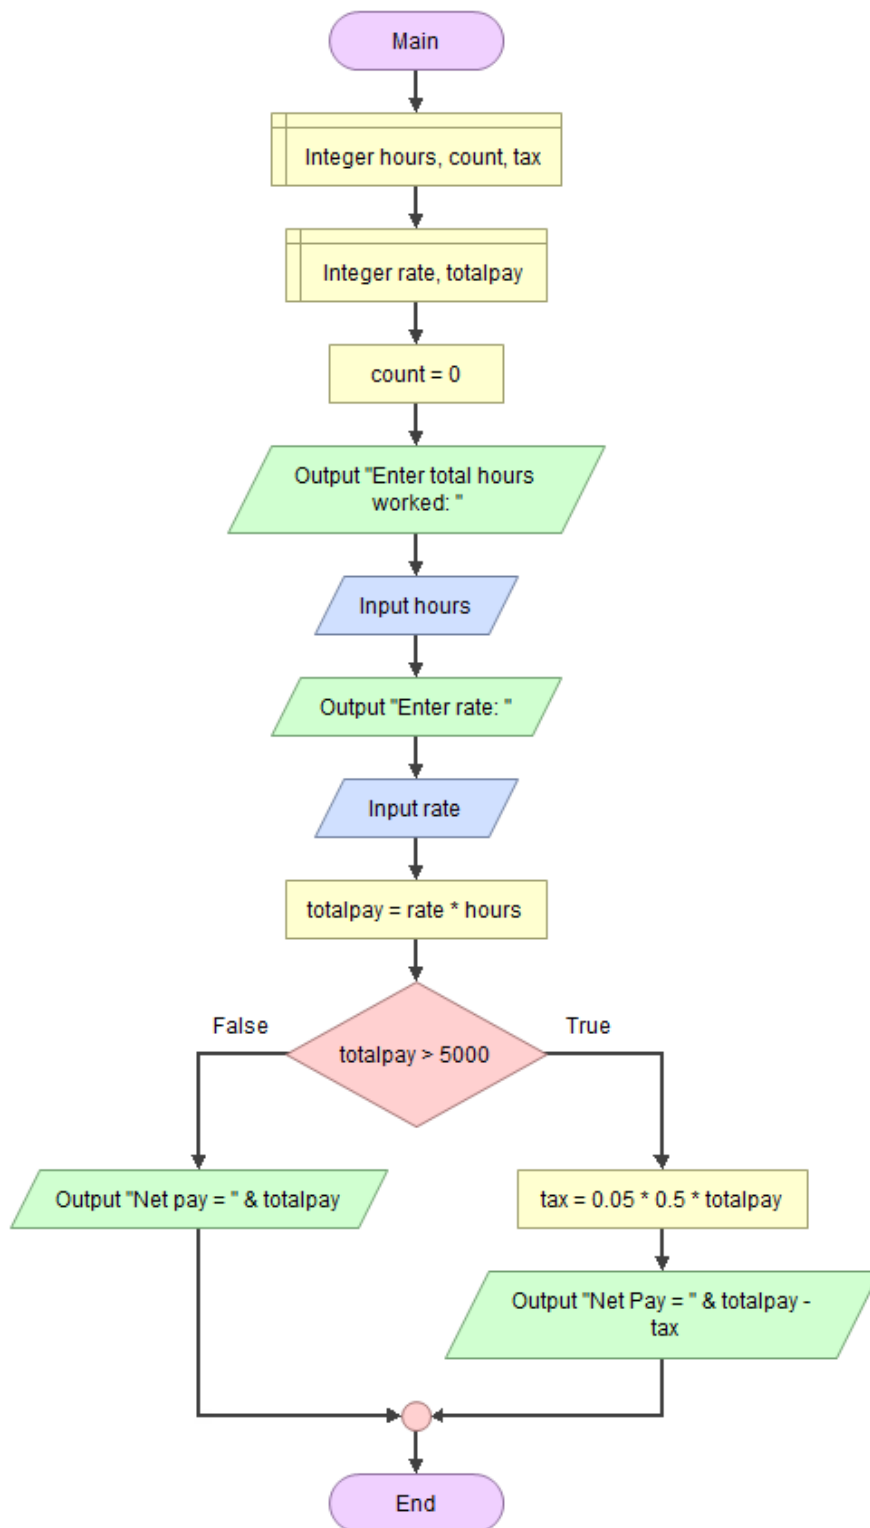 Main
Integer hours, count, tax
Integer rate, totalpay
count = 0
Output "Enter total hours
worked: "
Input hours
Output "Enter rate: "
Input rate
totalpay = rate * hours
False
True
totalpay > 5000
Output "Net pay = " & totalpay
tax = 0.05 * 0.5 * totalpay
Output "Net Pay = " & totalpay -
tax
End